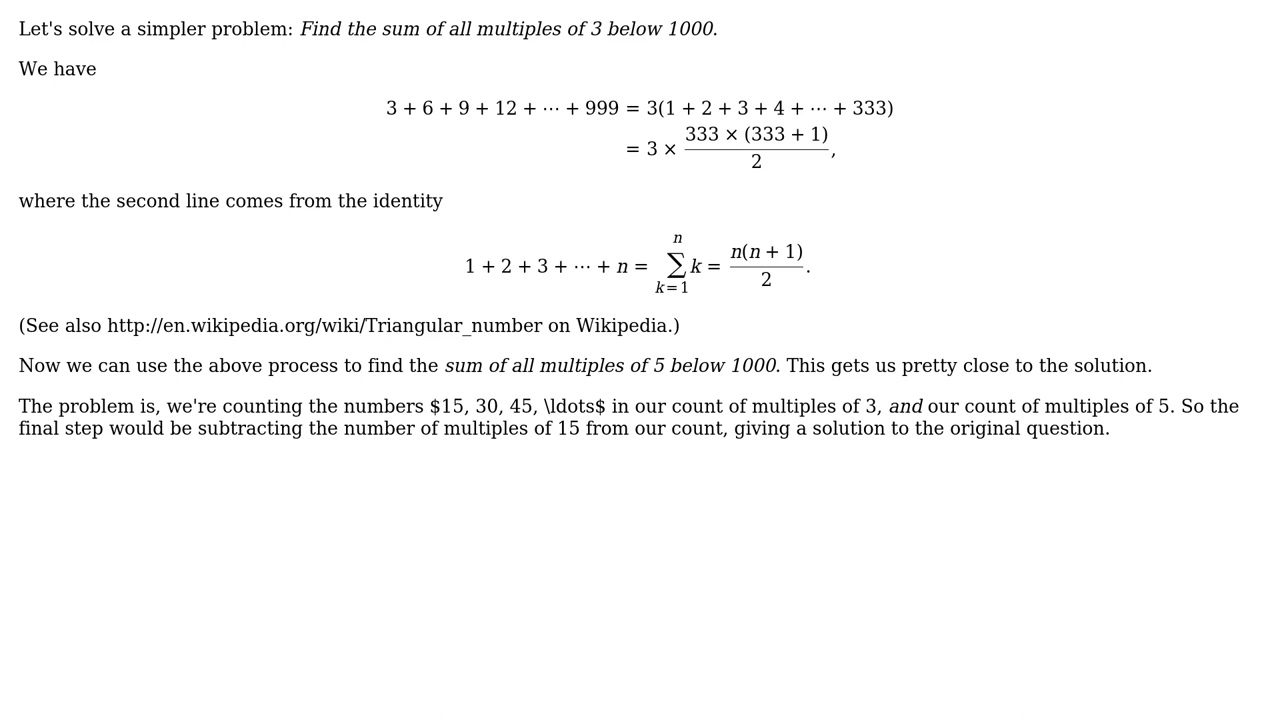 Let's solve a simpler problem: Find the sum of all multiples of 3 below 1000.
We have
3 + 6 + 9 + 12 + ⋯ + 999 = 3(1 + 2 + 3 + 4 + ⋯ + 333)
= 3 × \frac{333 × (333 + 1)}{2},
where the second line comes from the identity
1 + 2 + 3 + ⋯ + n = \sum_{k=1}^{n} k = \frac{n(n + 1)}{2}.
(See also http://en.wikipedia.org/wiki/Triangular_number on Wikipedia.)
Now we can use the above process to find the sum of all multiples of 5 below 1000. This gets us pretty close to the solution.
The problem is, we're counting the numbers $15, 30, 45, \ldots$ in our count of multiples of 3, and our count of multiples of 5. So the
final step would be subtracting the number of multiples of 15 from our count, giving a solution to the original question.